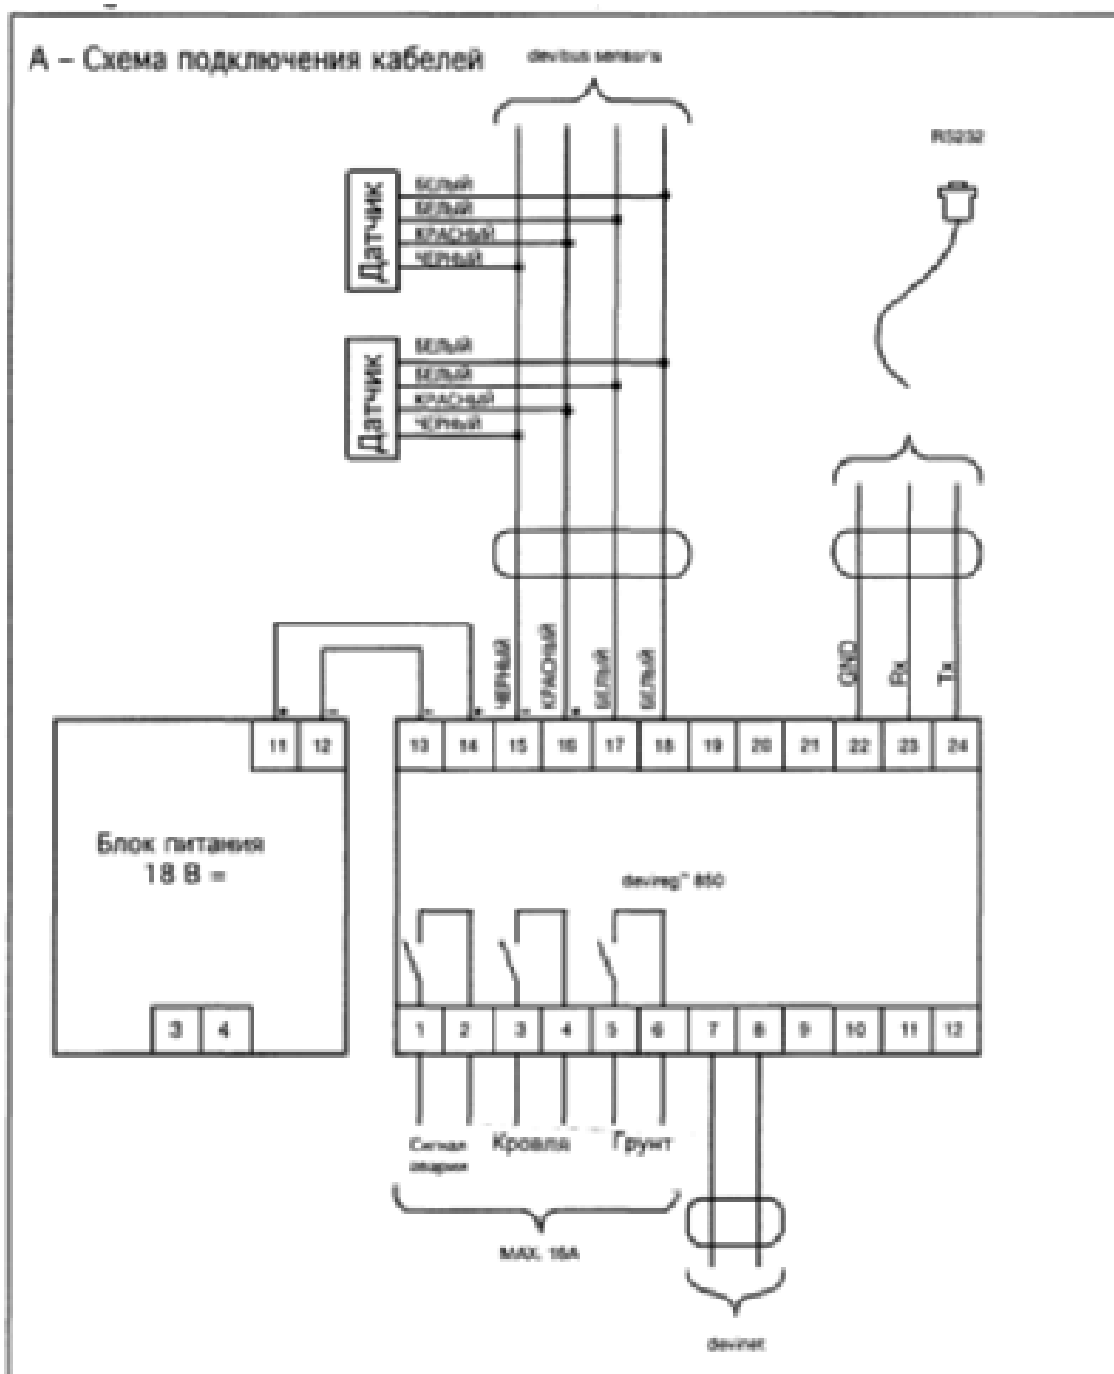 А – Схема подключения кабелей
devibus sensor's
RS232
Датчик
БЕЛЫЙ
БЕЛЫЙ
КРАСНЫЙ
ЧЕРНЫЙ
Датчик
БЕЛЫЙ
БЕЛЫЙ
КРАСНЫЙ
ЧЕРНЫЙ
ЧЕРНЫЙ
КРАСНЫЙ
БЕЛЫЙ
БЕЛЫЙ
GND
Rx
Tx
+ - - + - +
11 12
13 14 15 16 17 18 19 20 21 22 23 24
Блок питания
18 В =
devireg™ 850
3 4
1 2 3 4 5 6 7 8 9 10 11 12
Сигнал
аварии
Кровля
Грунт
MAX. 16A
devinet